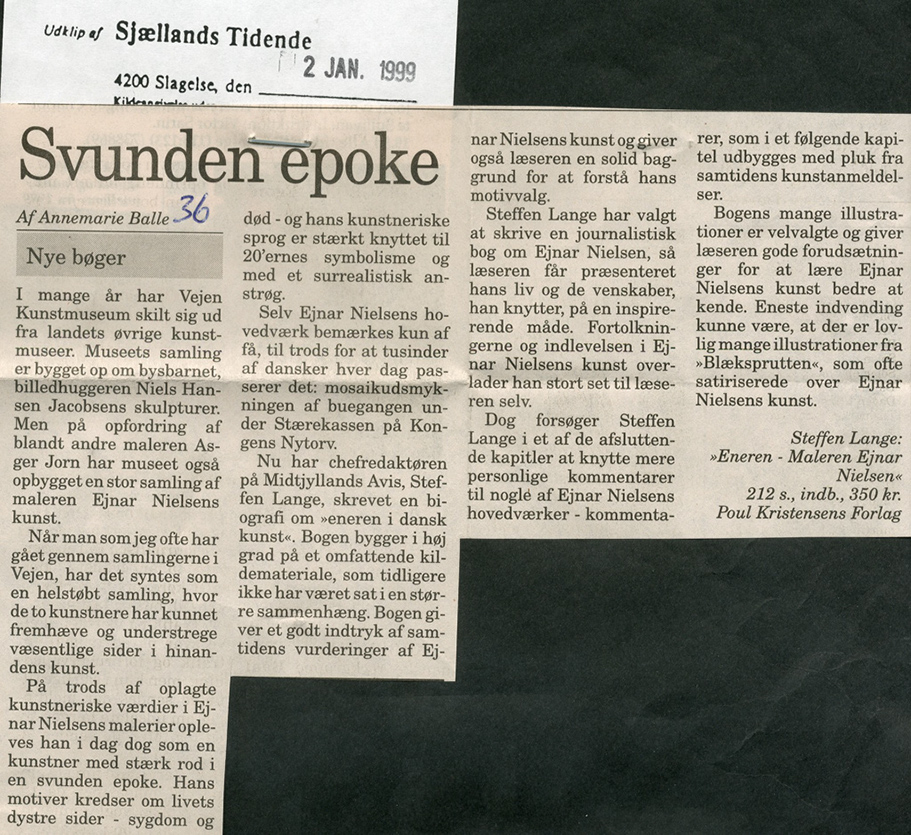 Udklip af Sjællands Tidende
2 JAN. 1999
4200 Slagelse, den
Svunden epoke
Af Annemarie Balle 36
Nye bøger
I mange år har Vejen
Kunstmuseum skilt sig ud
fra landets øvrige kunst-
museer. Museets samling
er bygget op om bysbarnet,
billedhuggeren Niels Han-
sen Jacobsens skulpturer.
Men på opfordring af
blandt andre maleren As-
ger Jorn har museet også
opbygget en stor samling af
maleren Ejnar Nielsens
kunst.
Når man som jeg ofte har
gået gennem samlingerne i
Vejen, har det syntes som
en helstøbt samling, hvor
de to kunstnere har kunnet
fremhæve og understrege
væsentlige sider i hinan-
dens kunst.
På trods af oplagte
kunstneriske værdier i Ej-
nar Nielsens malerier ople-
ves han i dag dog som en
kunstner med stærk rod i
en svunden epoke. Hans
motiver kredser om livets
dystre sider - sygdom og
død - og hans kunstneriske
sprog er stærkt knyttet til
20'ernes symbolisme og
med et surrealistisk an-
strøg.
Selv Ejnar Nielsens ho-
vedværk bemærkes kun af
få, til trods for at tusinder
af dansker hver dag pas-
serer det: mosaikudsmyk-
ningen af buegangen un-
der Stærekassen på Kon-
gens Nytorv.
Nu har chefredaktøren
på Midtjyllands Avis, Stef-
fen Lange, skrevet en bi-
ografi om »eneren i dansk
kunst«. Bogen bygger i høj
grad på et omfattende kil-
demateriale, som tidligere
ikke har været sat i en stør-
re sammenhæng. Bogen gi-
ver et godt indtryk af sam-
tidens vurderinger af Ej-
nar Nielsens kunst og giver
også læseren en solid bag-
grund for at forstå hans
motivvalg.
Steffen Lange har valgt
at skrive en journalistisk
bog om Ejnar Nielsen, så
læseren får præsenteret
hans liv og de venskaber,
han knytter, på en inspire-
rende måde. Fortolknin-
gerne og indlevelsen i Ej-
nar Nielsens kunst over-
lader han stort set til læse-
ren selv.
Dog forsøger Steffen
Lange i et af de afslutten-
de kapitler at knytte mere
personlige kommentarer
til nogle af Ejnar Nielsens
hovedværker - kommenta-
rer, som i et følgende kapi-
tel udbygges med pluk fra
samtidens kunstanmeldel-
ser.
Bogens mange illustra-
tioner er velvalgte og giver
læseren gode forudsætnin-
ger for at lære Ejnar
Nielsens kunst bedre at
kende. Eneste indvending
kunne være, at der er lov-
lig mange illustrationer fra
»Blæksprutten«, som ofte
satiriserede over Ejnar
Nielsens kunst.
Steffen Lange:
»Eneren - Maleren Ejnar
Nielsen«
212 s., indb., 350 kr.
Poul Kristensens Forlag